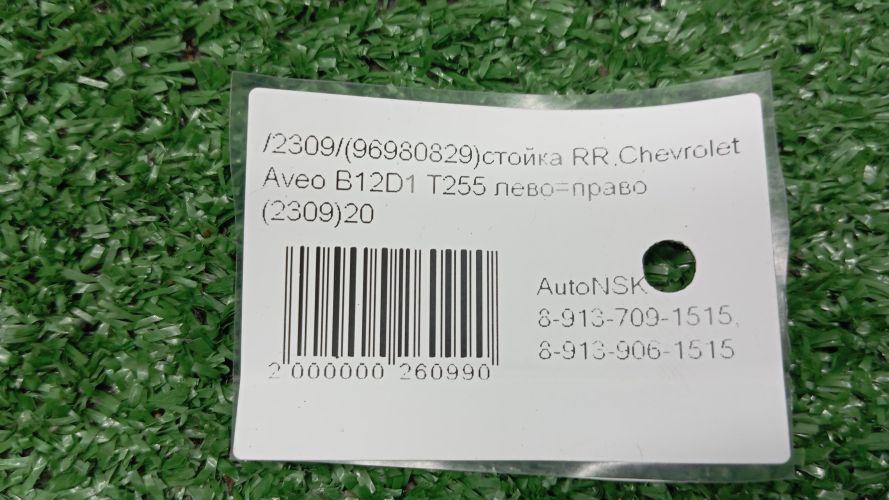 /2309/(96980829)стойка RR.Chevrolet
Aveo B12D1 T255 лево=право
(2309)20
AutoNSK
8-913-709-1515,
8-913-906-1515
2 000000 260990